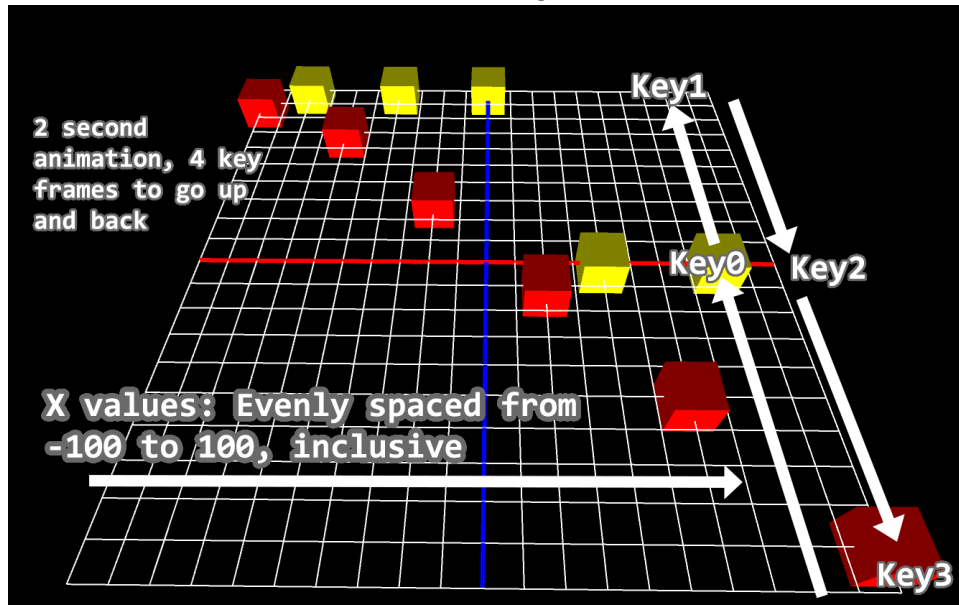 Key1
2 second
animation, 4 key
frames to go up
and back
Key0
Key2
X values: Evenly spaced from
-100 to 100, inclusive
Key3